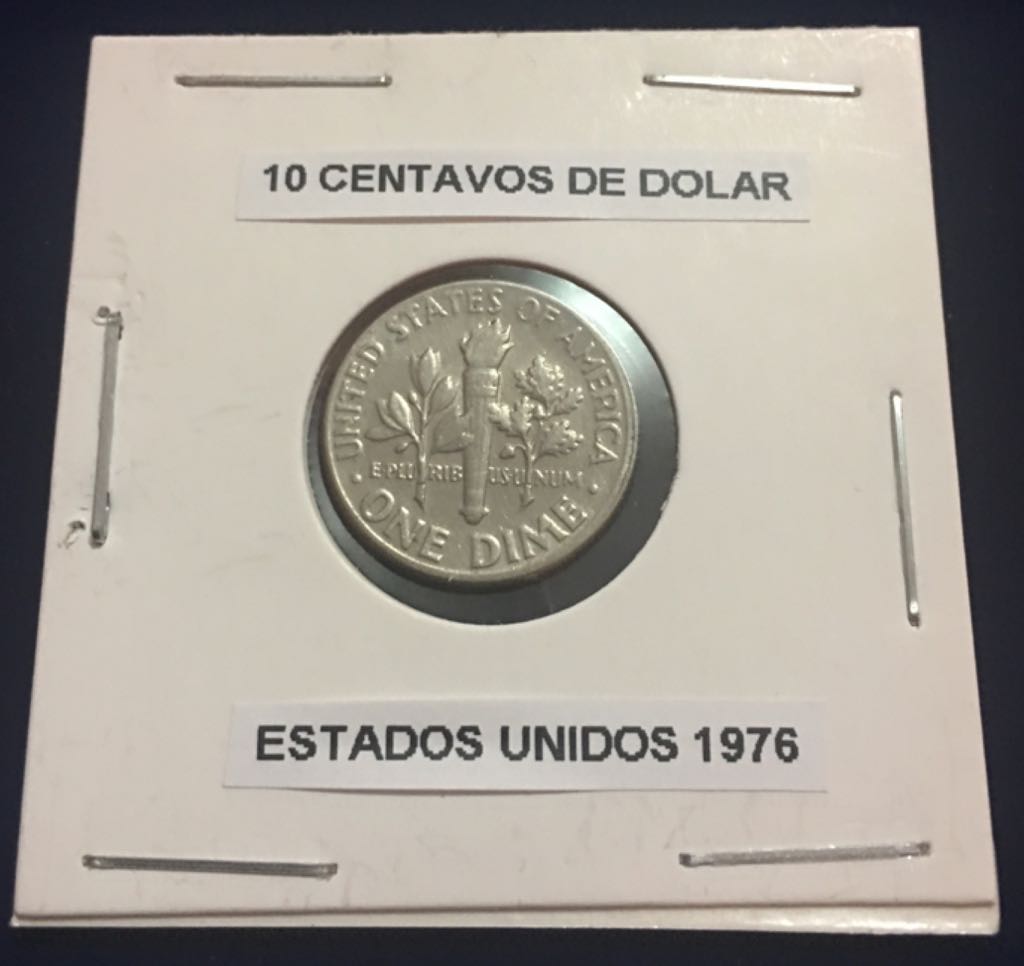 10 CENTAVOS DE DOLAR
UNITED STATES OF AMERICA
E·PLURIBUS·UNUM
· ONE DIME ·
ESTADOS UNIDOS 1976